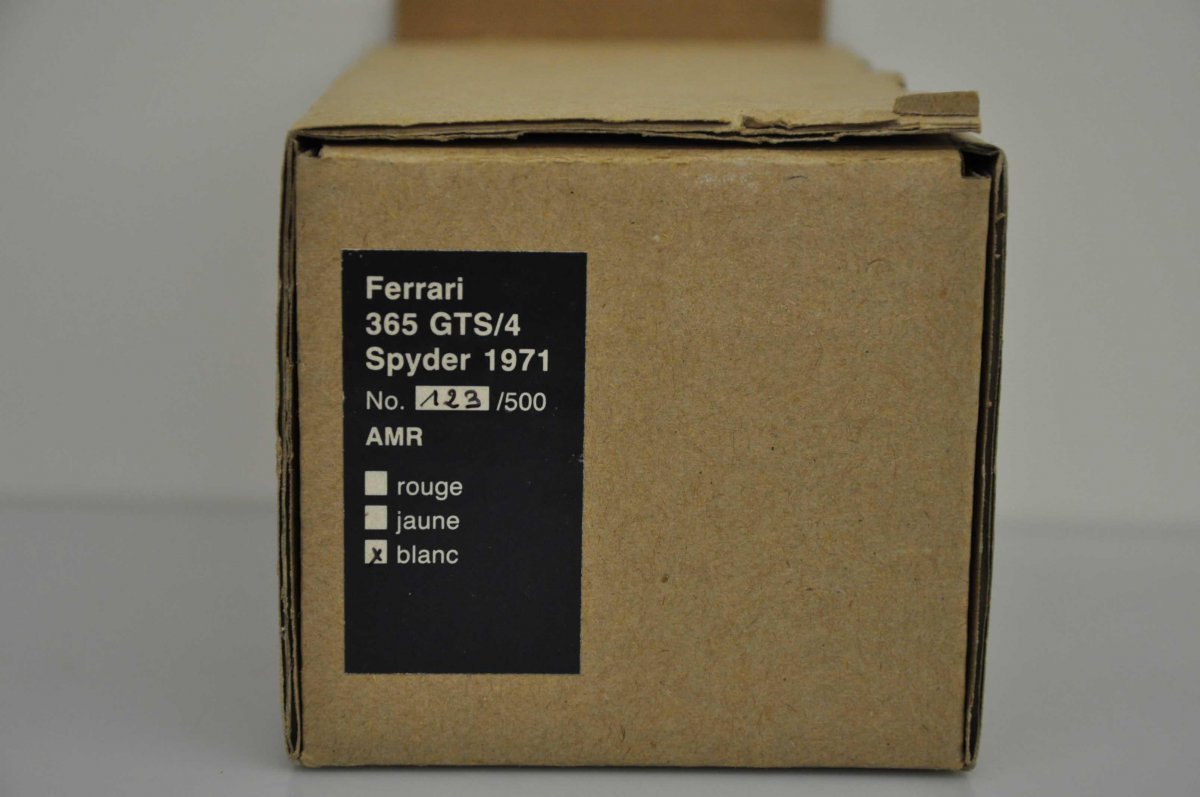 Ferrari
365 GTS/4
Spyder 1971
No. 123 /500
AMR
rouge
jaune
x blanc